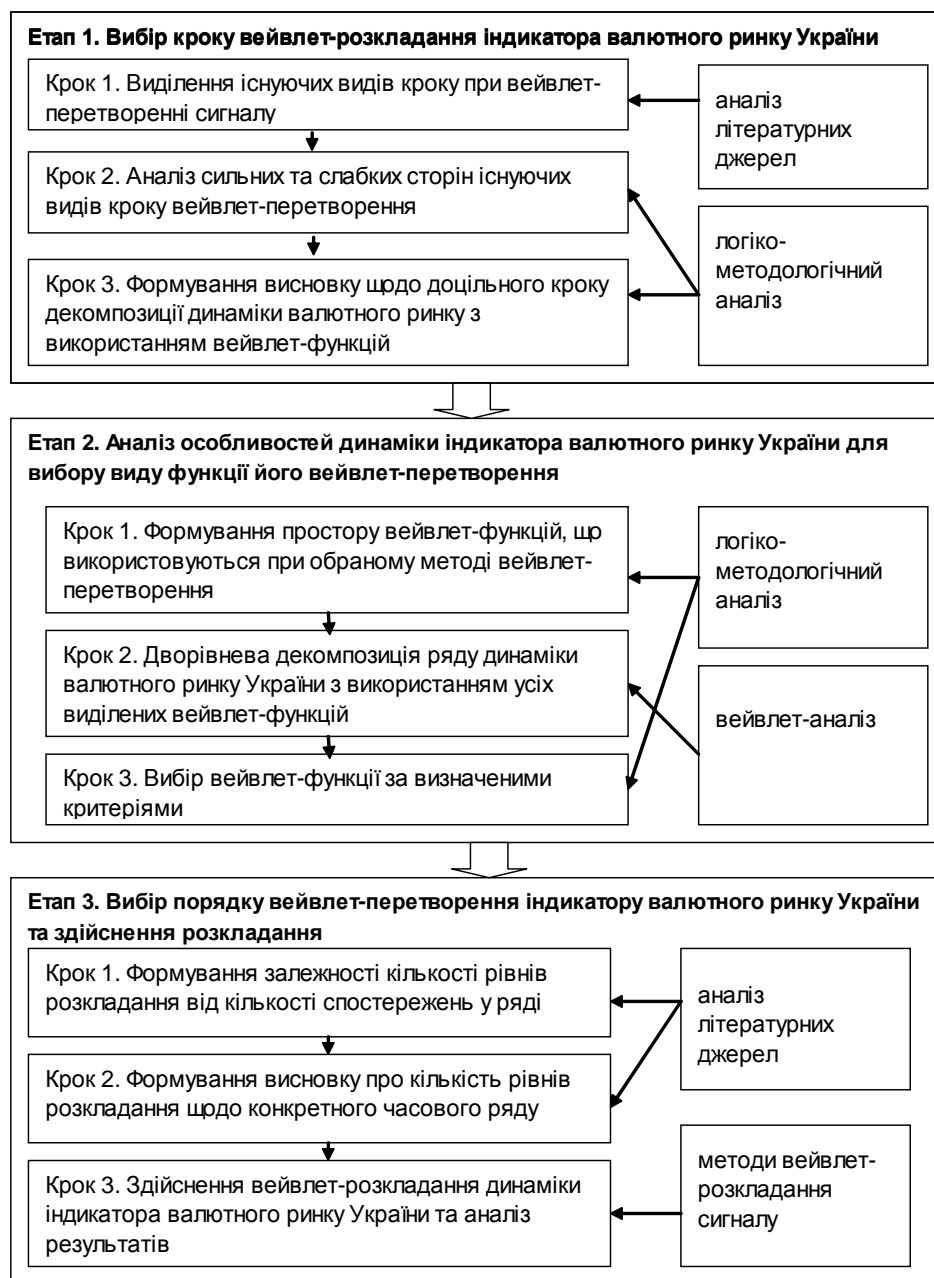 Етап 1. Вибір кроку вейвлет-розкладання індикатора валютного ринку України
Крок 1. Виділення існуючих видів кроку при вейвлет-
перетворенні сигналу
аналіз
літературних
джерел
Крок 2. Аналіз сильних та слабких сторін існуючих
видів кроку вейвлет-перетворення
логіко-
методологічний
аналіз
Крок 3. Формування висновку щодо доцільного кроку
декомпозиції динаміки валютного ринку з
використанням вейвлет-функцій
Етап 2. Аналіз особливостей динаміки індикатора валютного ринку України для
вибору виду функції його вейвлет-перетворення
Крок 1. Формування простору вейвлет-функцій, що
використовуються при обраному методі вейвлет-
перетворення
логіко-
методологічний
аналіз
Крок 2. Дворівнева декомпозиція ряду динаміки
валютного ринку України з використанням усіх
виділених вейвлет-функцій
вейвлет-аналіз
Крок 3. Вибір вейвлет-функції за визначеними
критеріями
Етап 3. Вибір порядку вейвлет-перетворення індикатору валютного ринку України
та здійснення розкладання
Крок 1. Формування залежності кількості рівнів
розкладання від кількості спостережень у ряді
аналіз
літературних
джерел
Крок 2. Формування висновку про кількість рівнів
розкладання щодо конкретного часового ряду
методи вейвлет-
розкладання
сигналу
Крок 3. Здійснення вейвлет-розкладання динаміки
індикатора валютного ринку України та аналіз
результатів